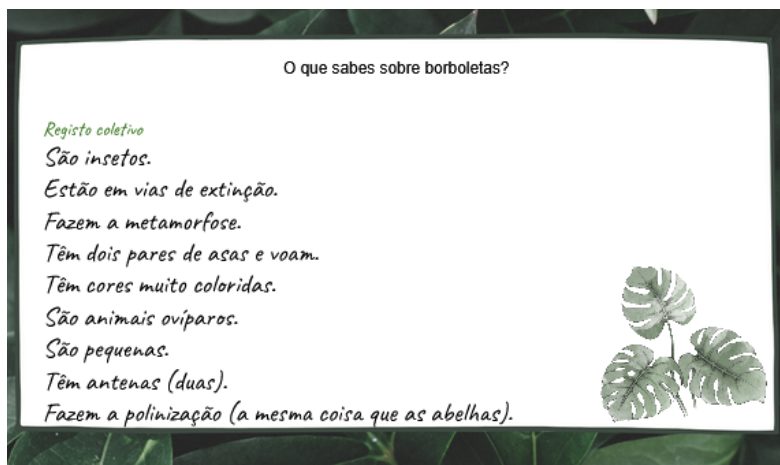 O que sabes sobre borboletas?
Registo coletivo
São insetos.
Estão em vias de extinção.
Fazem a metamorfose.
Têm dois pares de asas e voam.
Têm cores muito coloridas.
São animais ovíparos.
São pequenas.
Têm antenas (duas).
Fazem a polinização (a mesma coisa que as abelhas).